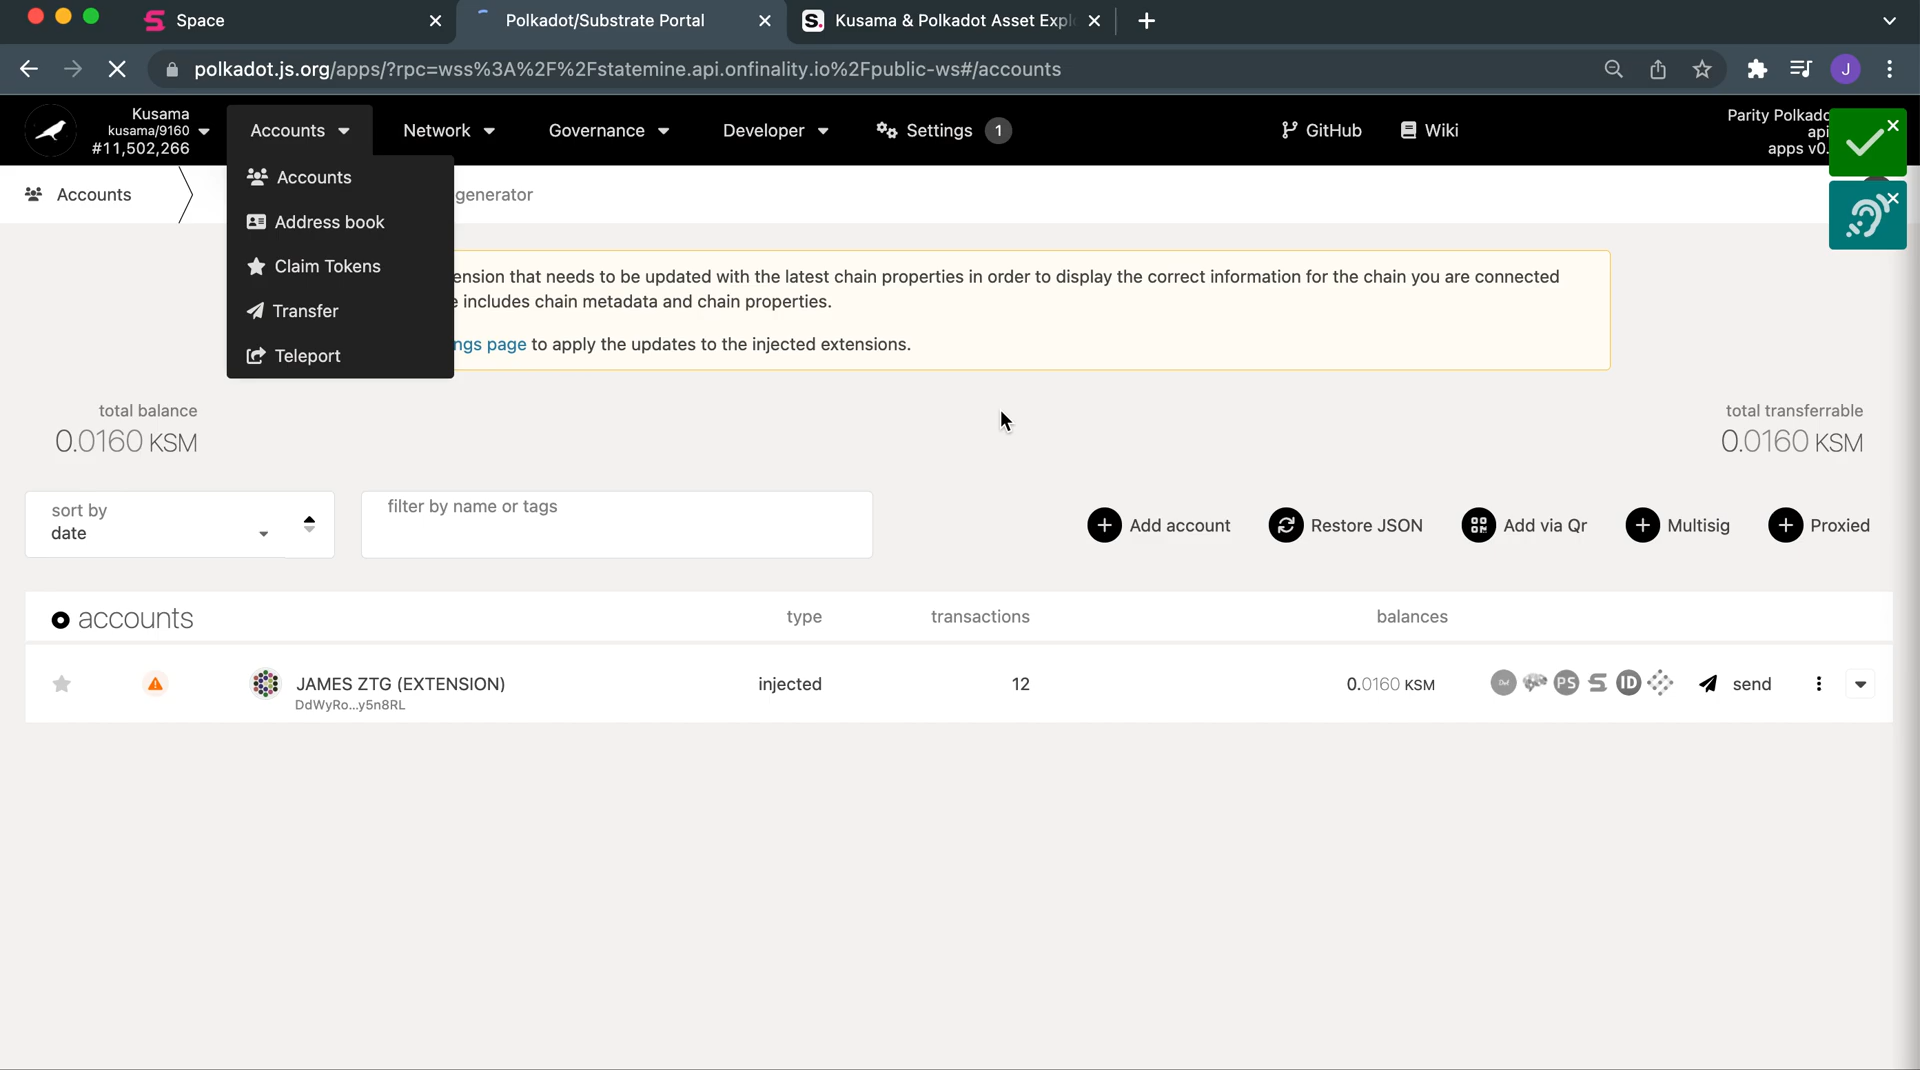 Space
Polkadot/Substrate Portal
Kusama & Polkadot Asset Expl
polkadot.js.org/apps/?rpc=wss%3A%2F%2Fstatemine.api.onfinality.io%2Fpublic-ws#/accounts
J
Kusama
kusama/9160
#11,502,266
Accounts
Network
Governance
Developer
Settings
1
GitHub
Wiki
Parity Polkado
api
apps v0.
Accounts
generator
Accounts
Address book
Claim Tokens
Transfer
Teleport
ension that needs to be updated with the latest chain properties in order to display the correct information for the chain you are connected
e includes chain metadata and chain properties.
ngs page to apply the updates to the injected extensions.
total balance
0.0160 KSM
total transferrable
0.0160 KSM
sort by
date
filter by name or tags
Add account
Restore JSON
Add via Qr
Multisig
Proxied
accounts
type
transactions
balances
JAMES ZTG (EXTENSION)
DdWyRo...y5n8RL
injected
12
0.0160 KSM
PS
ID
send